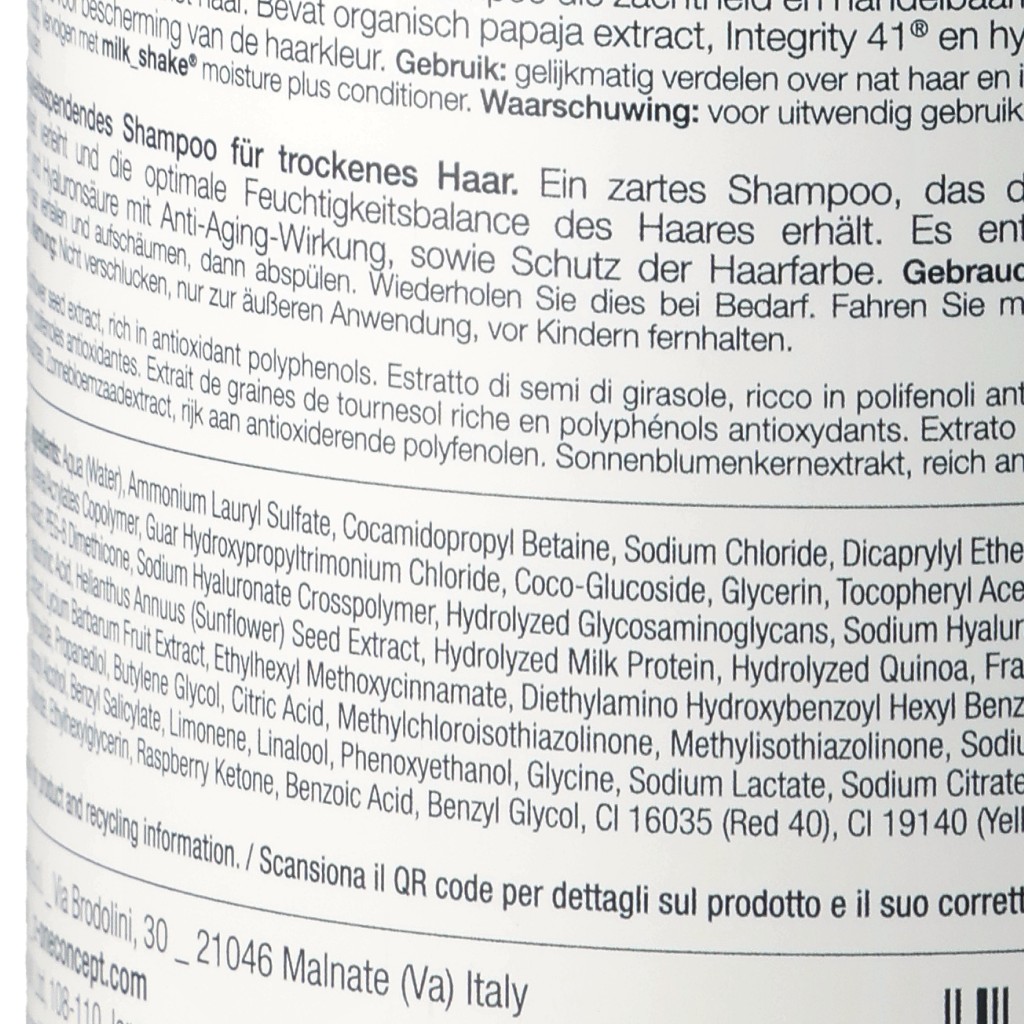 haar. Bevat organisch papaja extract, Integrity 41® en hy
bescherming van de haarkleur. Gebruik: gelijkmatig verdelen over nat haar en i
met milk_shake® moisture plus conditioner. Waarschuwing: voor uitwendig gebruik
Shampoo für trockenes Haar. Ein zartes Shampoo, das d
und die optimale Feuchtigkeitsbalance des Haares erhält. Es ent
Hyaluronsäure mit Anti-Aging-Wirkung, sowie Schutz der Haarfarbe. Gebrauc
und aufschäumen, dann abspülen. Wiederholen Sie dies bei Bedarf. Fahren Sie m
Nicht verschlucken, nur zur äußeren Anwendung, vor Kindern fernhalten.
seed extract, rich in antioxidant polyphenols. Estratto di semi di girasole, ricco in polifenoli ant
antioxidantes. Extrait de graines de tournesol riche en polyphénols antioxydants. Extrato
Zonnebloemzaadextract, rijk aan antioxiderende polyfenolen. Sonnenblumenkernextrakt, reich an
Aqua (Water), Ammonium Lauryl Sulfate, Cocamidopropyl Betaine, Sodium Chloride, Dicaprylyl Ethe
Copolymer, Guar Hydroxypropyltrimonium Chloride, Coco-Glucoside, Glycerin, Tocopheryl Ace
PEG-8 Dimethicone, Sodium Hyaluronate Crosspolymer, Hydrolyzed Glycosaminoglycans, Sodium Hyalur
Acid, Helianthus Annuus (Sunflower) Seed Extract, Hydrolyzed Milk Protein, Hydrolyzed Quinoa, Fra
Lycium Barbarum Fruit Extract, Ethylhexyl Methoxycinnamate, Diethylamino Hydroxybenzoyl Hexyl Benz
Propanediol, Butylene Glycol, Citric Acid, Methylchloroisothiazolinone, Methylisothiazolinone, Sodiu
Benzyl Salicylate, Limonene, Linalool, Phenoxyethanol, Glycine, Sodium Lactate, Sodium Citrate
Ethylhexylglycerin, Raspberry Ketone, Benzoic Acid, Benzyl Glycol, CI 16035 (Red 40), CI 19140 (Yell
product and recycling information. / Scansiona il QR code per dettagli sul prodotto e il suo corrett
Via Brodolini, 30 _ 21046 Malnate (Va) Italy
oneconcept.com
108-110,